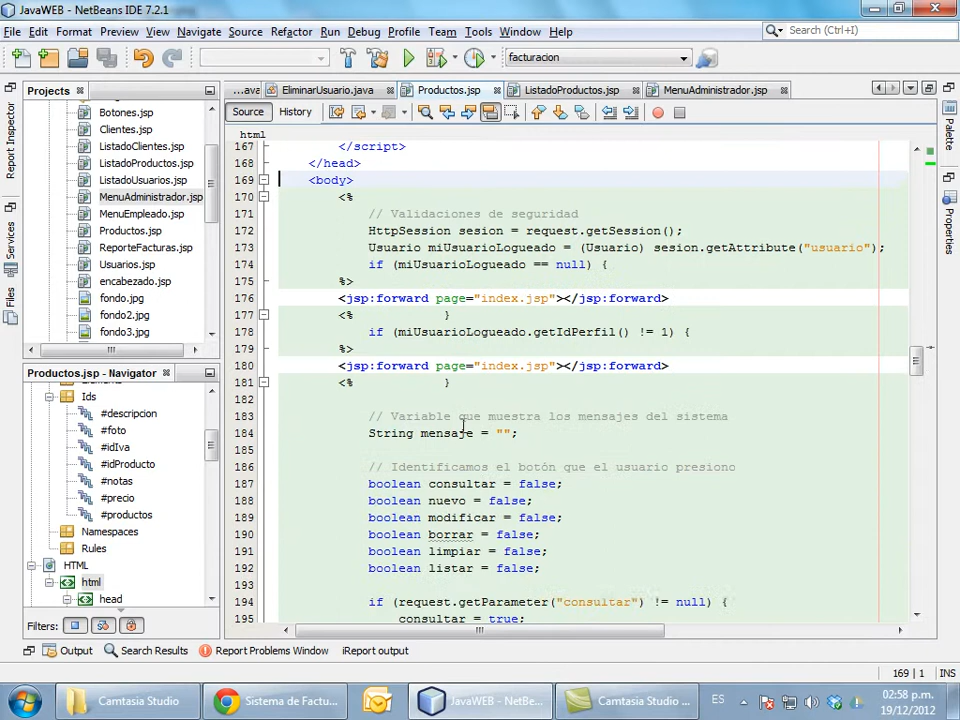 JavaWEB - NetBeans IDE 7.2.1
File Edit Format Preview View Navigate Source Refactor Run Debug Profile Team Tools Window Help
Search (Ctrl+I)
facturacion
Projects
...ava EliminarUsuario.java Productos.jsp ListadoProductos.jsp MenuAdministrador.jsp
Source History
html
Report Inspector
Services
Files
Palette
Properties
Botones.jsp
Clientes.jsp
ListadoClientes.jsp
ListadoProductos.jsp
ListadoUsuarios.jsp
MenuAdministrador.jsp
MenuEmpleado.jsp
Productos.jsp
ReporteFacturas.jsp
Usuarios.jsp
encabezado.jsp
fondo.jpg
fondo2.jpg
fondo3.jpg
Productos.jsp - Navigator
Ids
#descripcion
#foto
#idIva
#idProducto
#notas
#precio
#productos
Namespaces
Rules
HTML
html
head
Filters:
167 </script>
168 </head>
169 <body>
170 <%
171 // Validaciones de seguridad
172 HttpSession sesion = request.getSession();
173 Usuario miUsuarioLogueado = (Usuario) sesion.getAttribute("usuario");
174 if (miUsuarioLogueado == null) {
175 %>
176 <jsp:forward page="index.jsp"></jsp:forward>
177 <% }
178 if (miUsuarioLogueado.getIdPerfil() != 1) {
179 %>
180 <jsp:forward page="index.jsp"></jsp:forward>
181 <% }
182
183 // Variable que muestra los mensajes del sistema
184 String mensaje = "";
185
186 // Identificamos el botón que el usuario presiono
187 boolean consultar = false;
188 boolean nuevo = false;
189 boolean modificar = false;
190 boolean borrar = false;
191 boolean limpiar = false;
192 boolean listar = false;
193
194 if (request.getParameter("consultar") != null) {
195 consultar = true;
Output Search Results Report Problems Window iReport output
169 | 1 INS
Camtasia Studio
Sistema de Factu...
JavaWEB - NetBe...
Camtasia Studio ...
ES
02:58 p.m.
19/12/2012